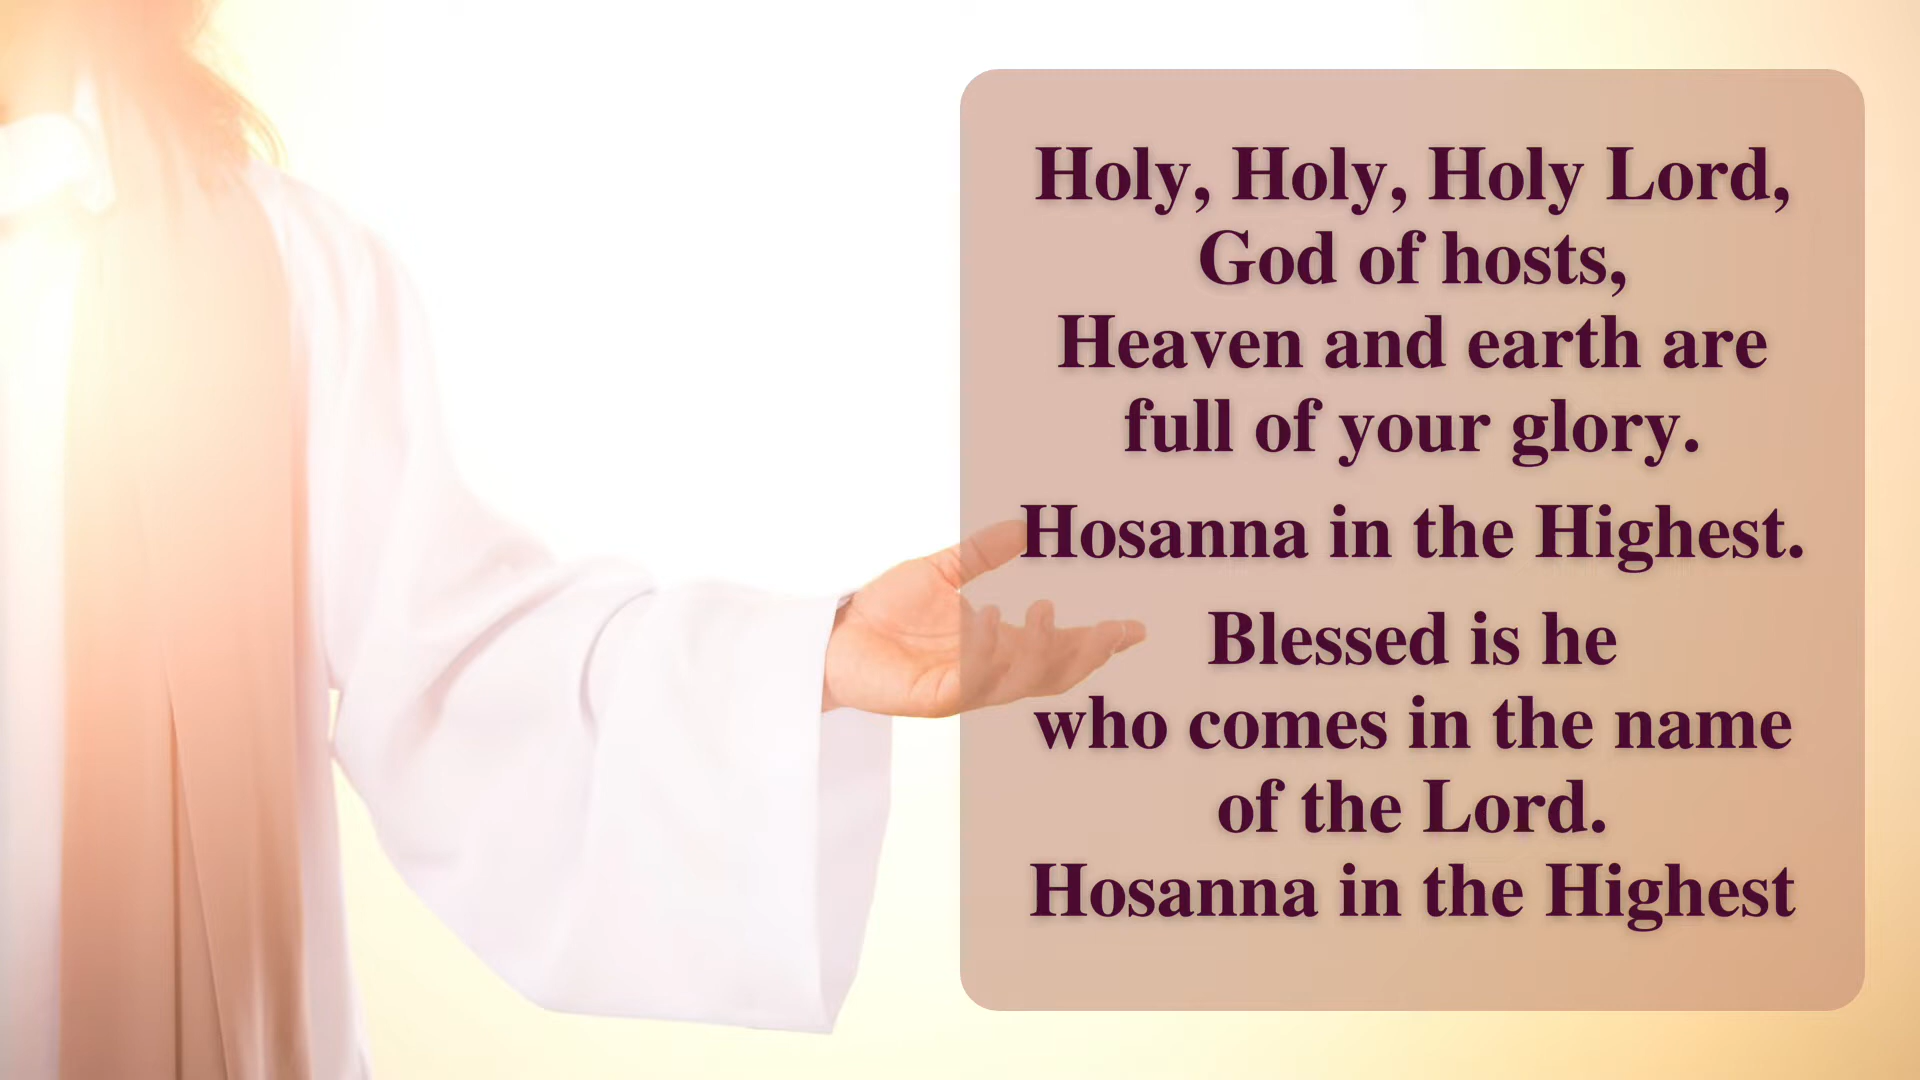 Holy, Holy, Holy Lord,
God of hosts,
Heaven and earth are
full of your glory.
Hosanna in the Highest.
Blessed is he
who comes in the name
of the Lord.
Hosanna in the Highest